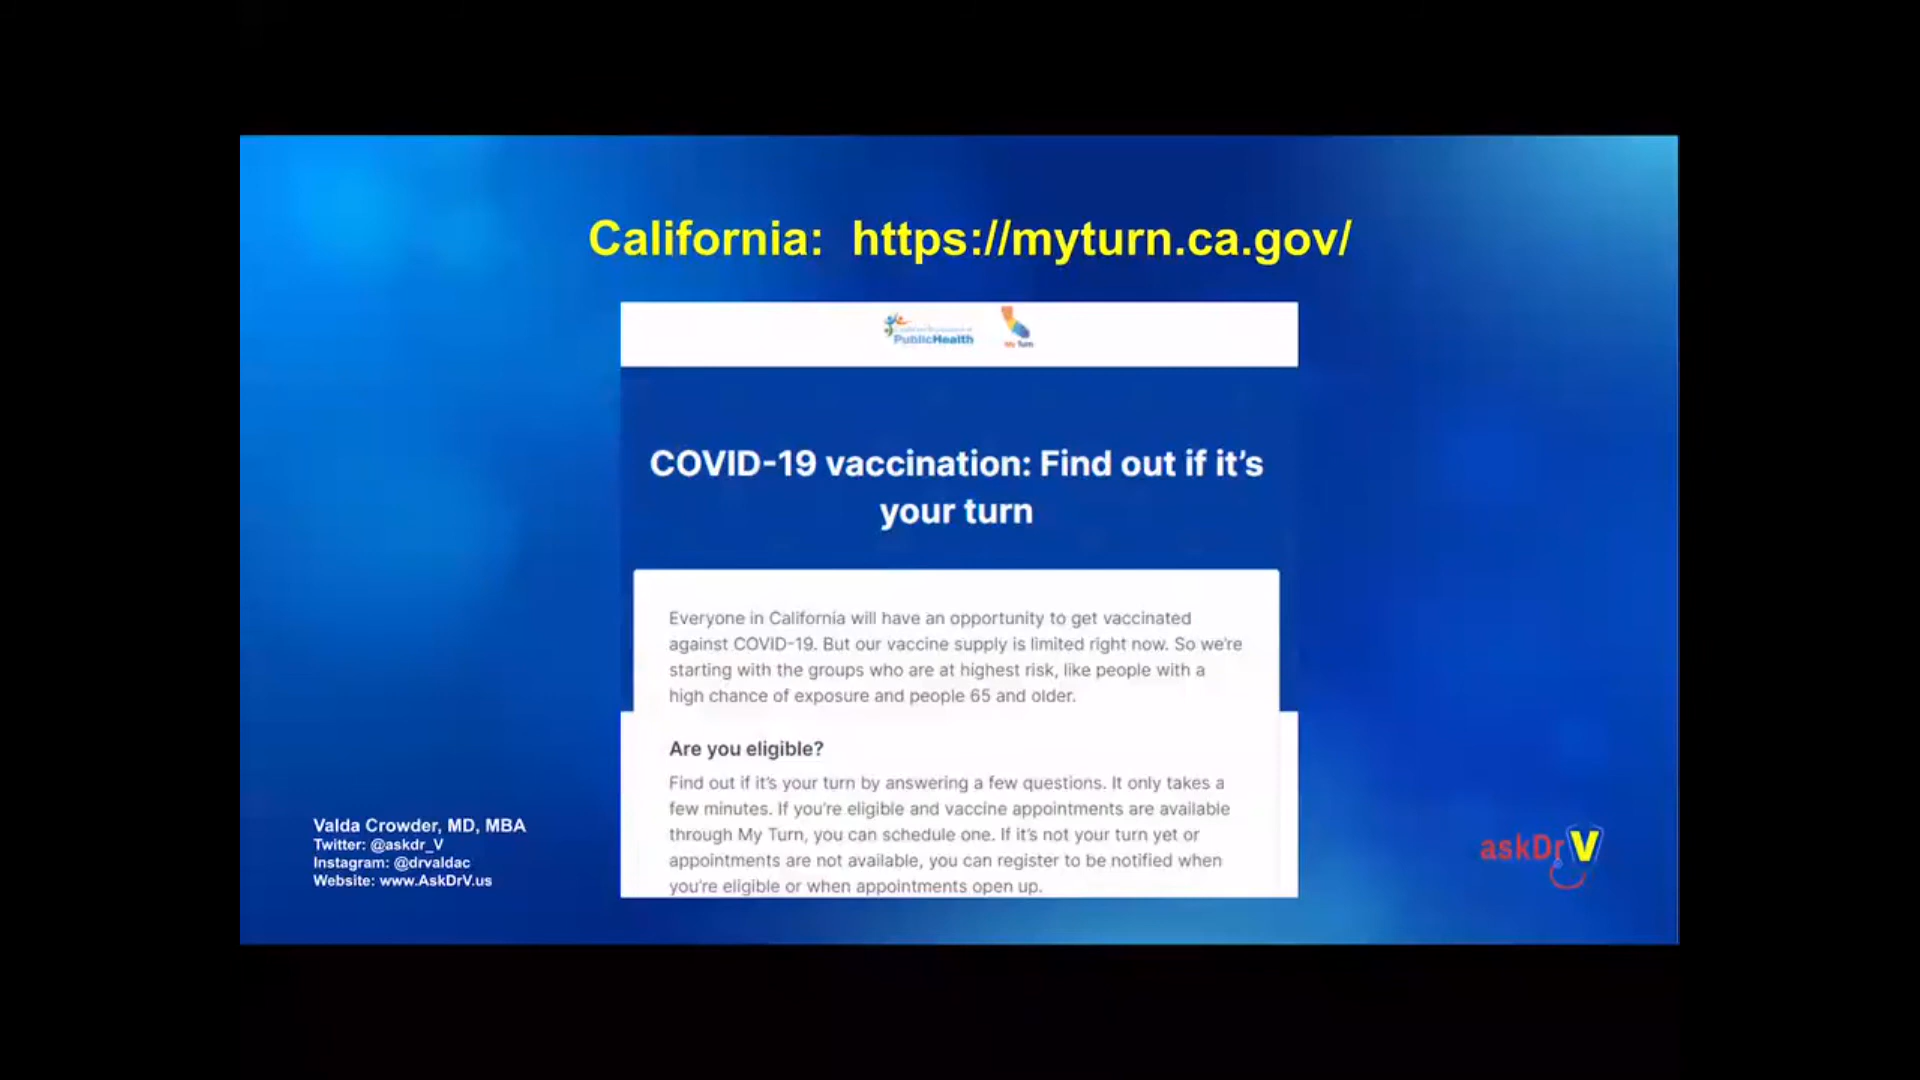 California:  https://myturn.ca.gov/
PublicHealth
My Turn
COVID-19 vaccination: Find out if it's
your turn
Everyone in California will have an opportunity to get vaccinated
against COVID-19. But our vaccine supply is limited right now. So we're
starting with the groups who are at highest risk, like people with a
high chance of exposure and people 65 and older.
Are you eligible?
Find out if it's your turn by answering a few questions. It only takes a
few minutes. If you're eligible and vaccine appointments are available
through My Turn, you can schedule one. If it's not your turn yet or
appointments are not available, you can register to be notified when
you're eligible or when appointments open up.
Valda Crowder, MD, MBA
Twitter: @askdr_V
Instagram: @drvaldac
Website: www.AskDrV.us
askDrV